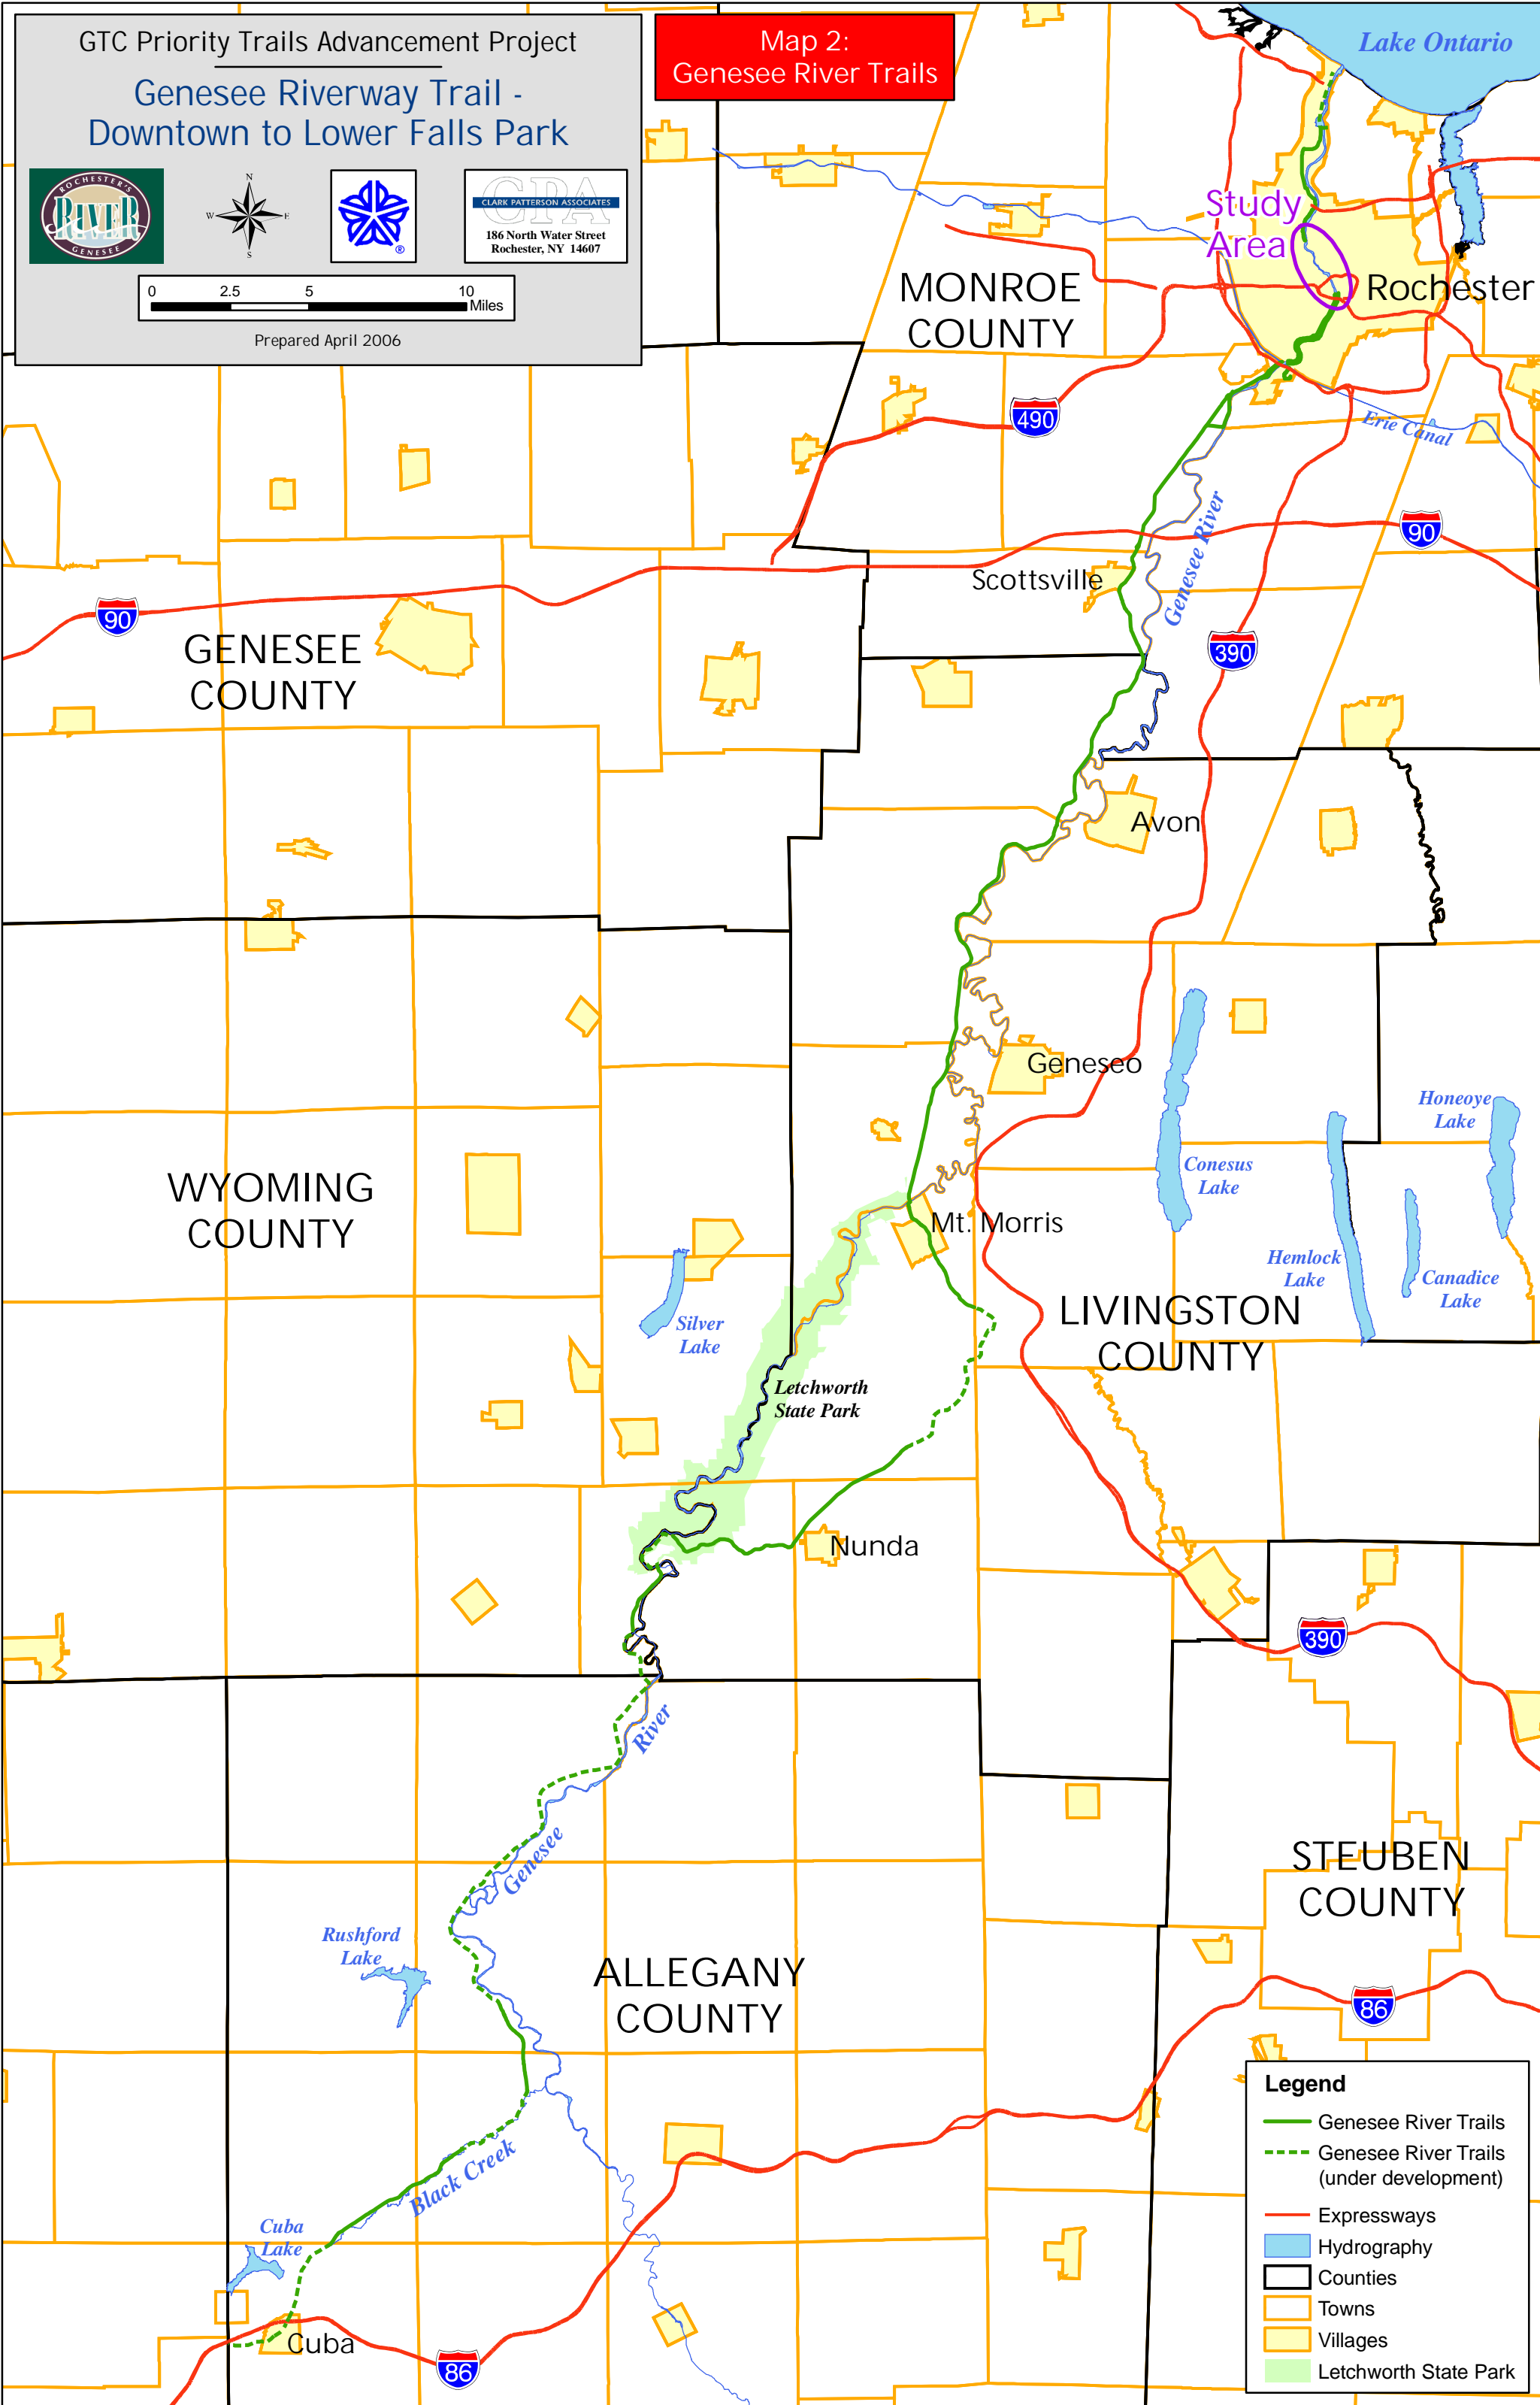 GTC Priority Trails Advancement Project
Genesee Riverway Trail -
Downtown to Lower Falls Park
ROCHESTER'S
RIVER
GENESEE
N
W
E
S
®
CPA
CLARK PATTERSON ASSOCIATES
186 North Water Street
Rochester, NY 14607
0
2.5
5
10
Miles
Prepared April 2006
Map 2:
Genesee River Trails
Lake Ontario
Study
Area
Rochester
MONROE
COUNTY
490
Erie Canal
90
Genesee River
Scottsville
90
390
GENESEE
COUNTY
Avon
Geneseo
Honeoye
Lake
Conesus
Lake
WYOMING
COUNTY
Mt. Morris
Hemlock
Lake
Canadice
Lake
LIVINGSTON
COUNTY
Silver
Lake
Letchworth
State Park
Nunda
390
River
Genesee
STEUBEN
COUNTY
Rushford
Lake
ALLEGANY
COUNTY
86
Black Creek
Cuba
Lake
Cuba
86
Legend
Genesee River Trails
Genesee River Trails
(under development)
Expressways
Hydrography
Counties
Towns
Villages
Letchworth State Park